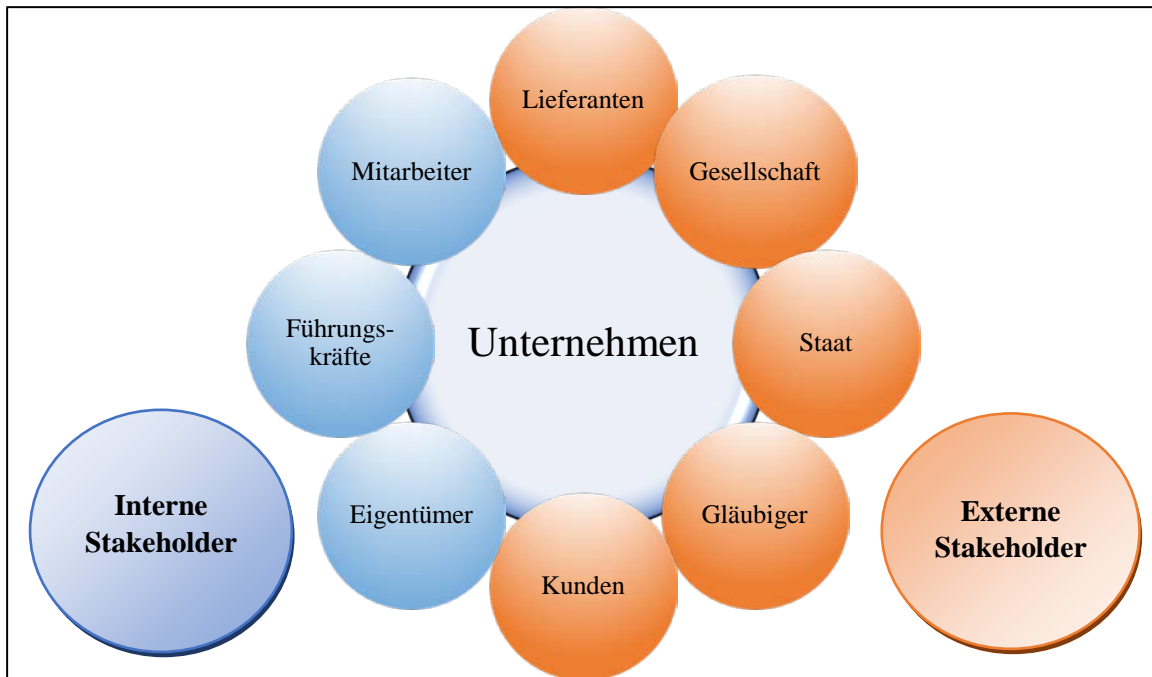 Lieferanten
Mitarbeiter
Gesellschaft
Führungs-
kräfte
Unternehmen
Staat
Interne
Stakeholder
Eigentümer
Gläubiger
Externe
Stakeholder
Kunden